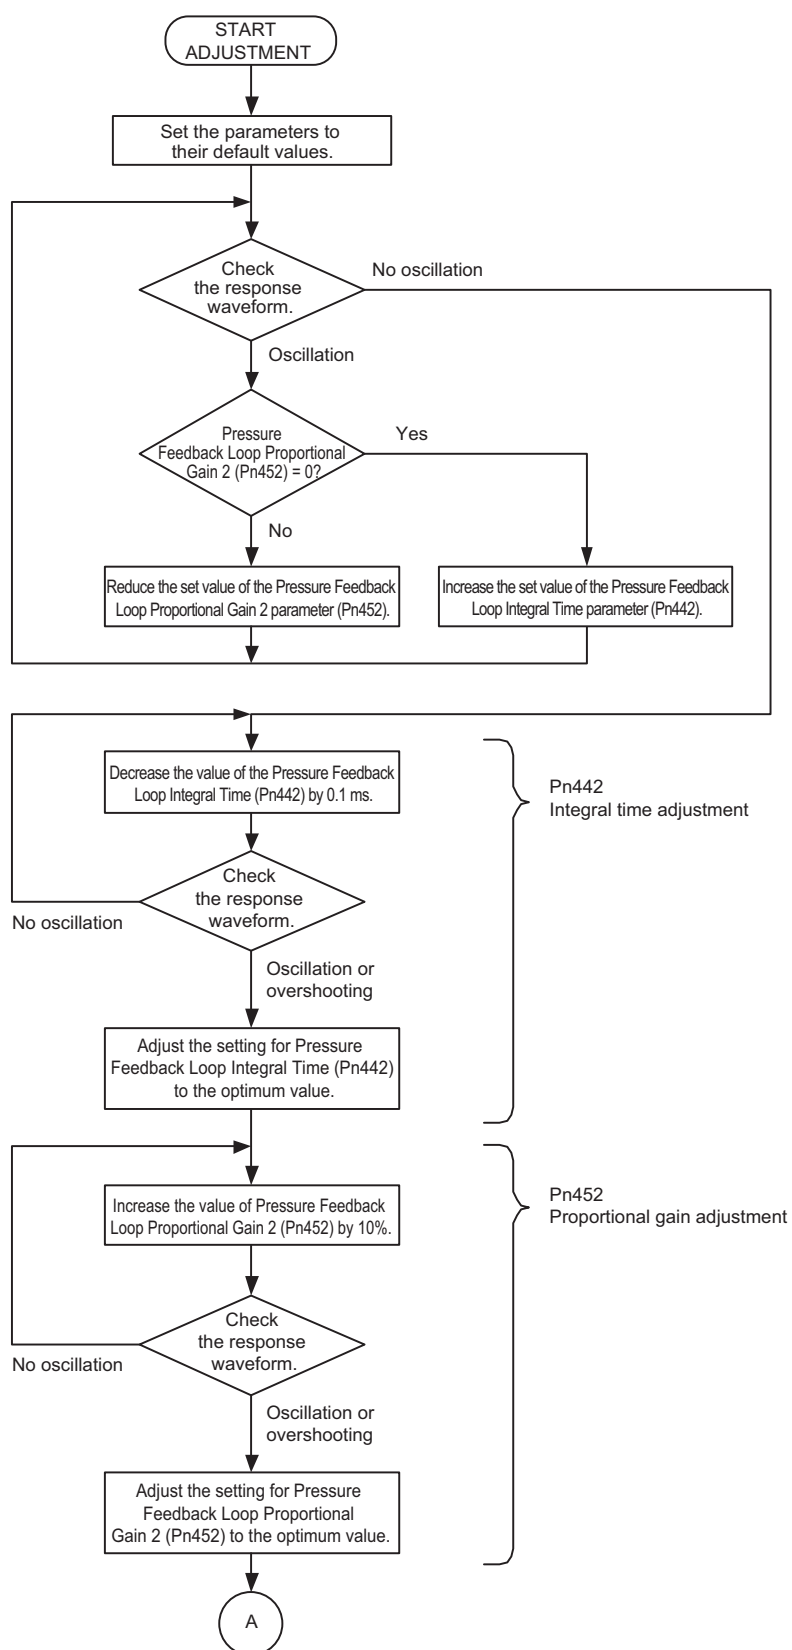 START
ADJUSTMENT
Set the parameters to
their default values.
Check
the response
waveform.
No oscillation
Oscillation
Pressure
Feedback Loop Proportional
Gain 2 (Pn452) = 0?
Yes
No
Reduce the set value of the Pressure Feedback
Loop Proportional Gain 2 parameter (Pn452).
Increase the set value of the Pressure Feedback
Loop Integral Time parameter (Pn442).
Decrease the value of the Pressure Feedback
Loop Integral Time (Pn442) by 0.1 ms.
Pn442
Integral time adjustment
Check
the response
waveform.
No oscillation
Oscillation or
overshooting
Adjust the setting for Pressure
Feedback Loop Integral Time (Pn442)
to the optimum value.
Increase the value of Pressure Feedback
Loop Proportional Gain 2 (Pn452) by 10%.
Pn452
Proportional gain adjustment
Check
the response
waveform.
No oscillation
Oscillation or
overshooting
Adjust the setting for Pressure
Feedback Loop Proportional
Gain 2 (Pn452) to the optimum value.
A